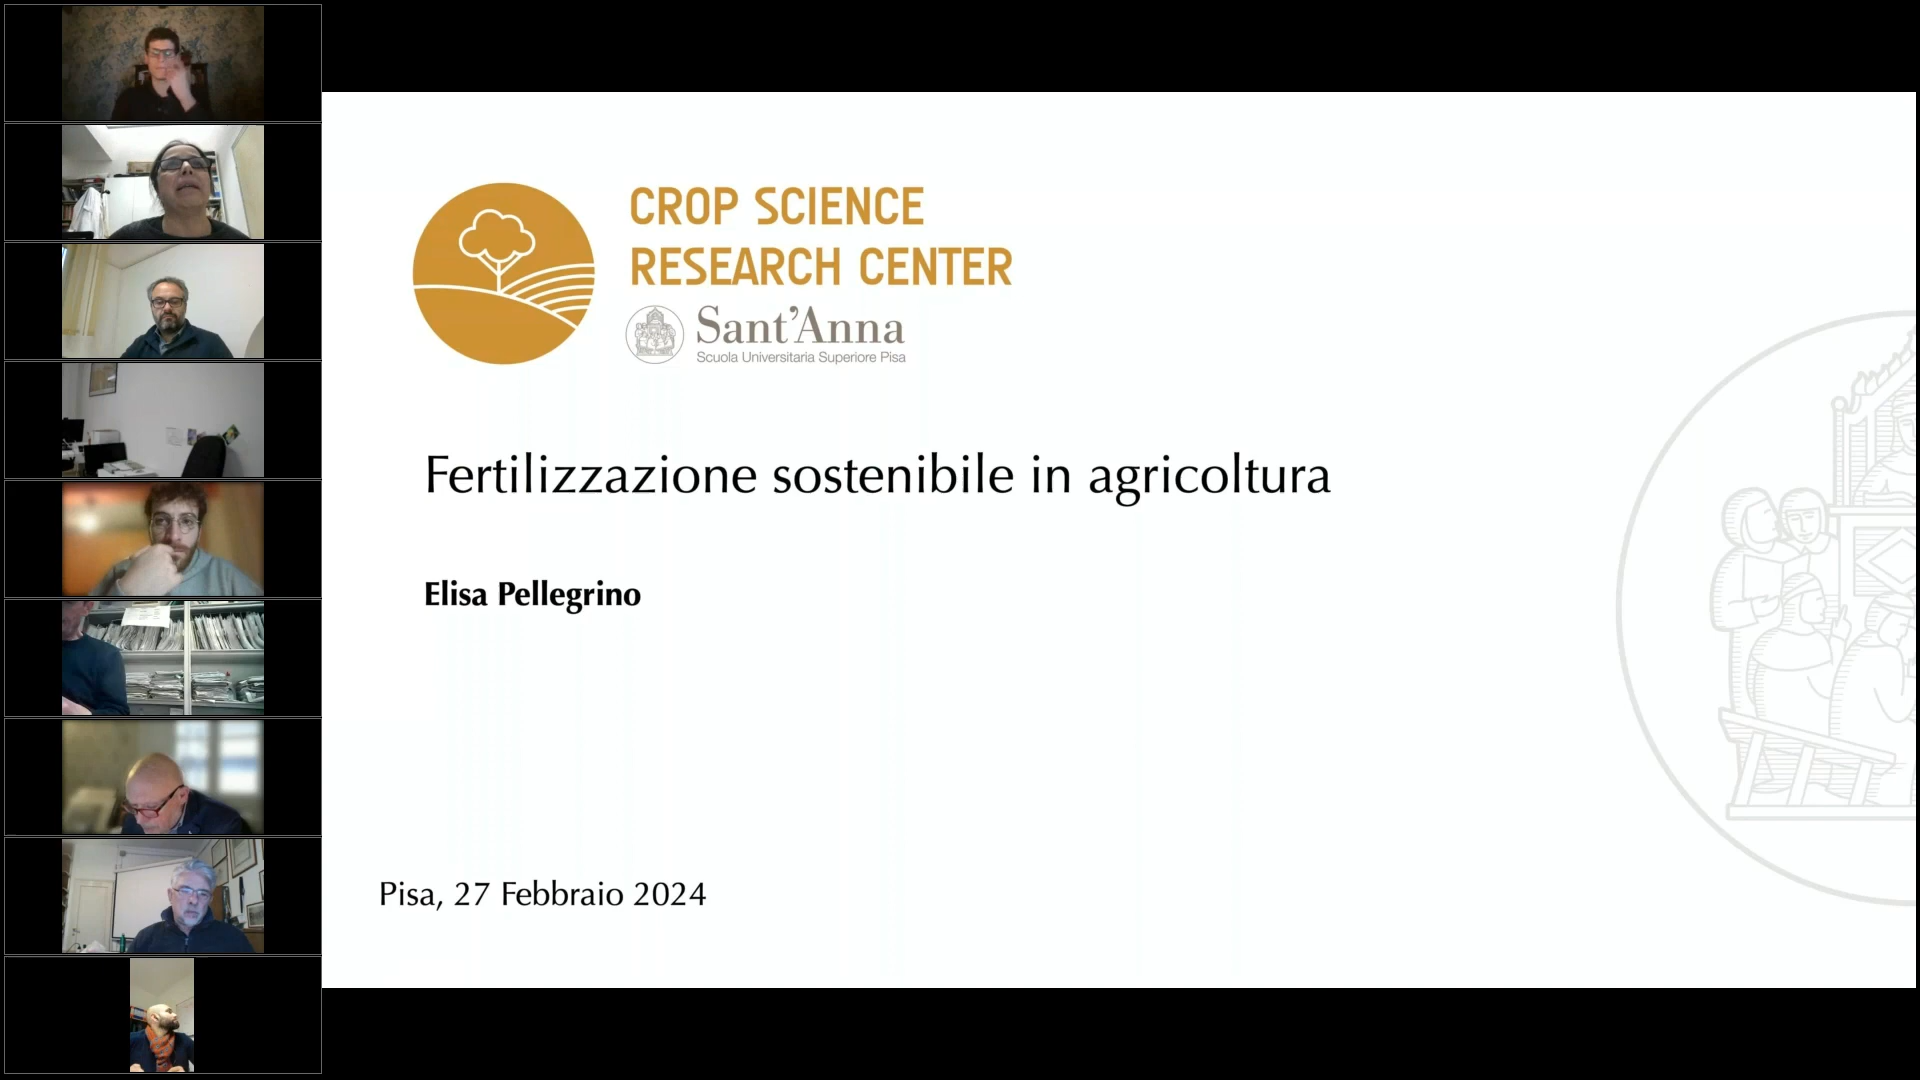 CROP SCIENCE
RESEARCH CENTER
Sant'Anna
Scuola Universitaria Superiore Pisa
Fertilizzazione sostenibile in agricoltura
Elisa Pellegrino
Pisa, 27 Febbraio 2024